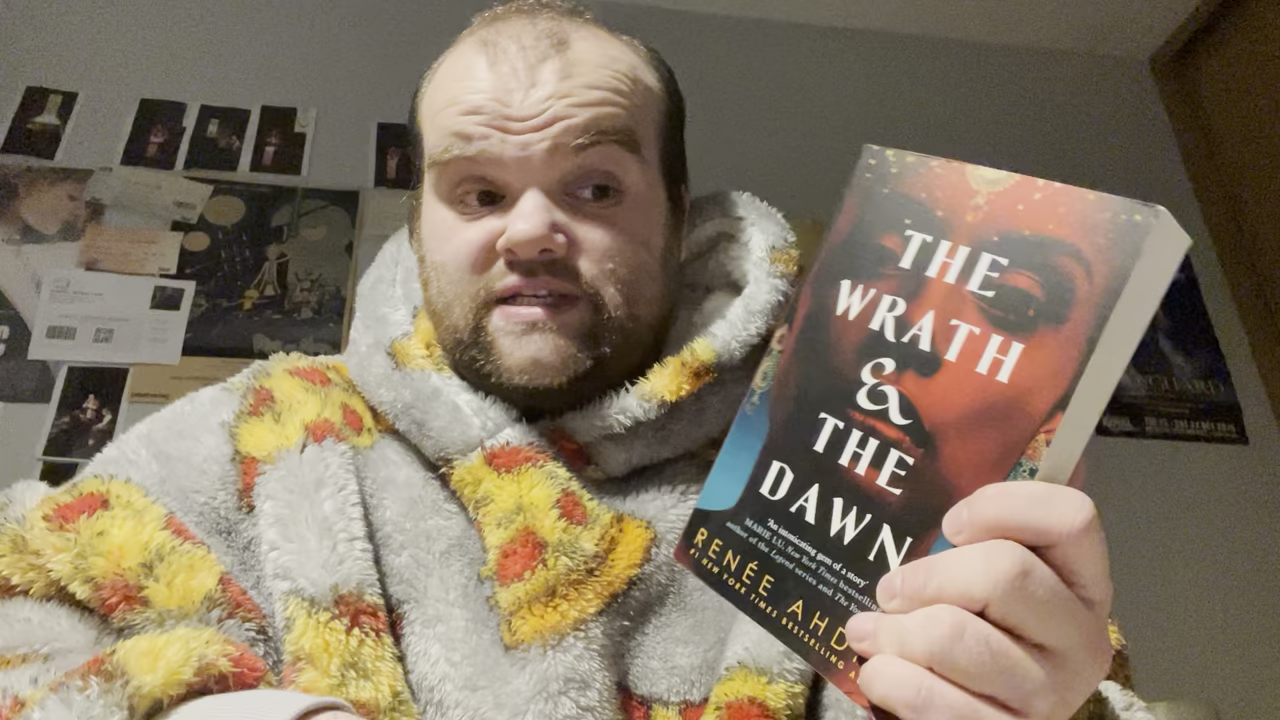 THE
WRATH
&
THE
DAWN
'An intoxicating gem of a story'
MARIE LU, New York Times bestselling
author of the Legend series and The Yo
RENÉE AHD
#1 NEW YORK TIMES BESTSELLING A